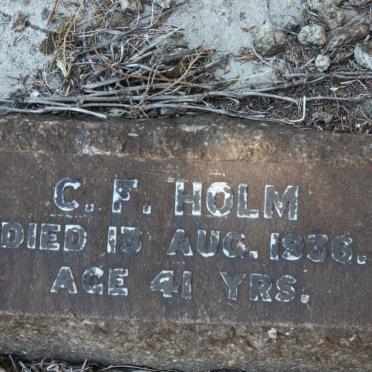 C. F. HOLM
DIED 13 AUG. 1936.
AGE 41 YRS.